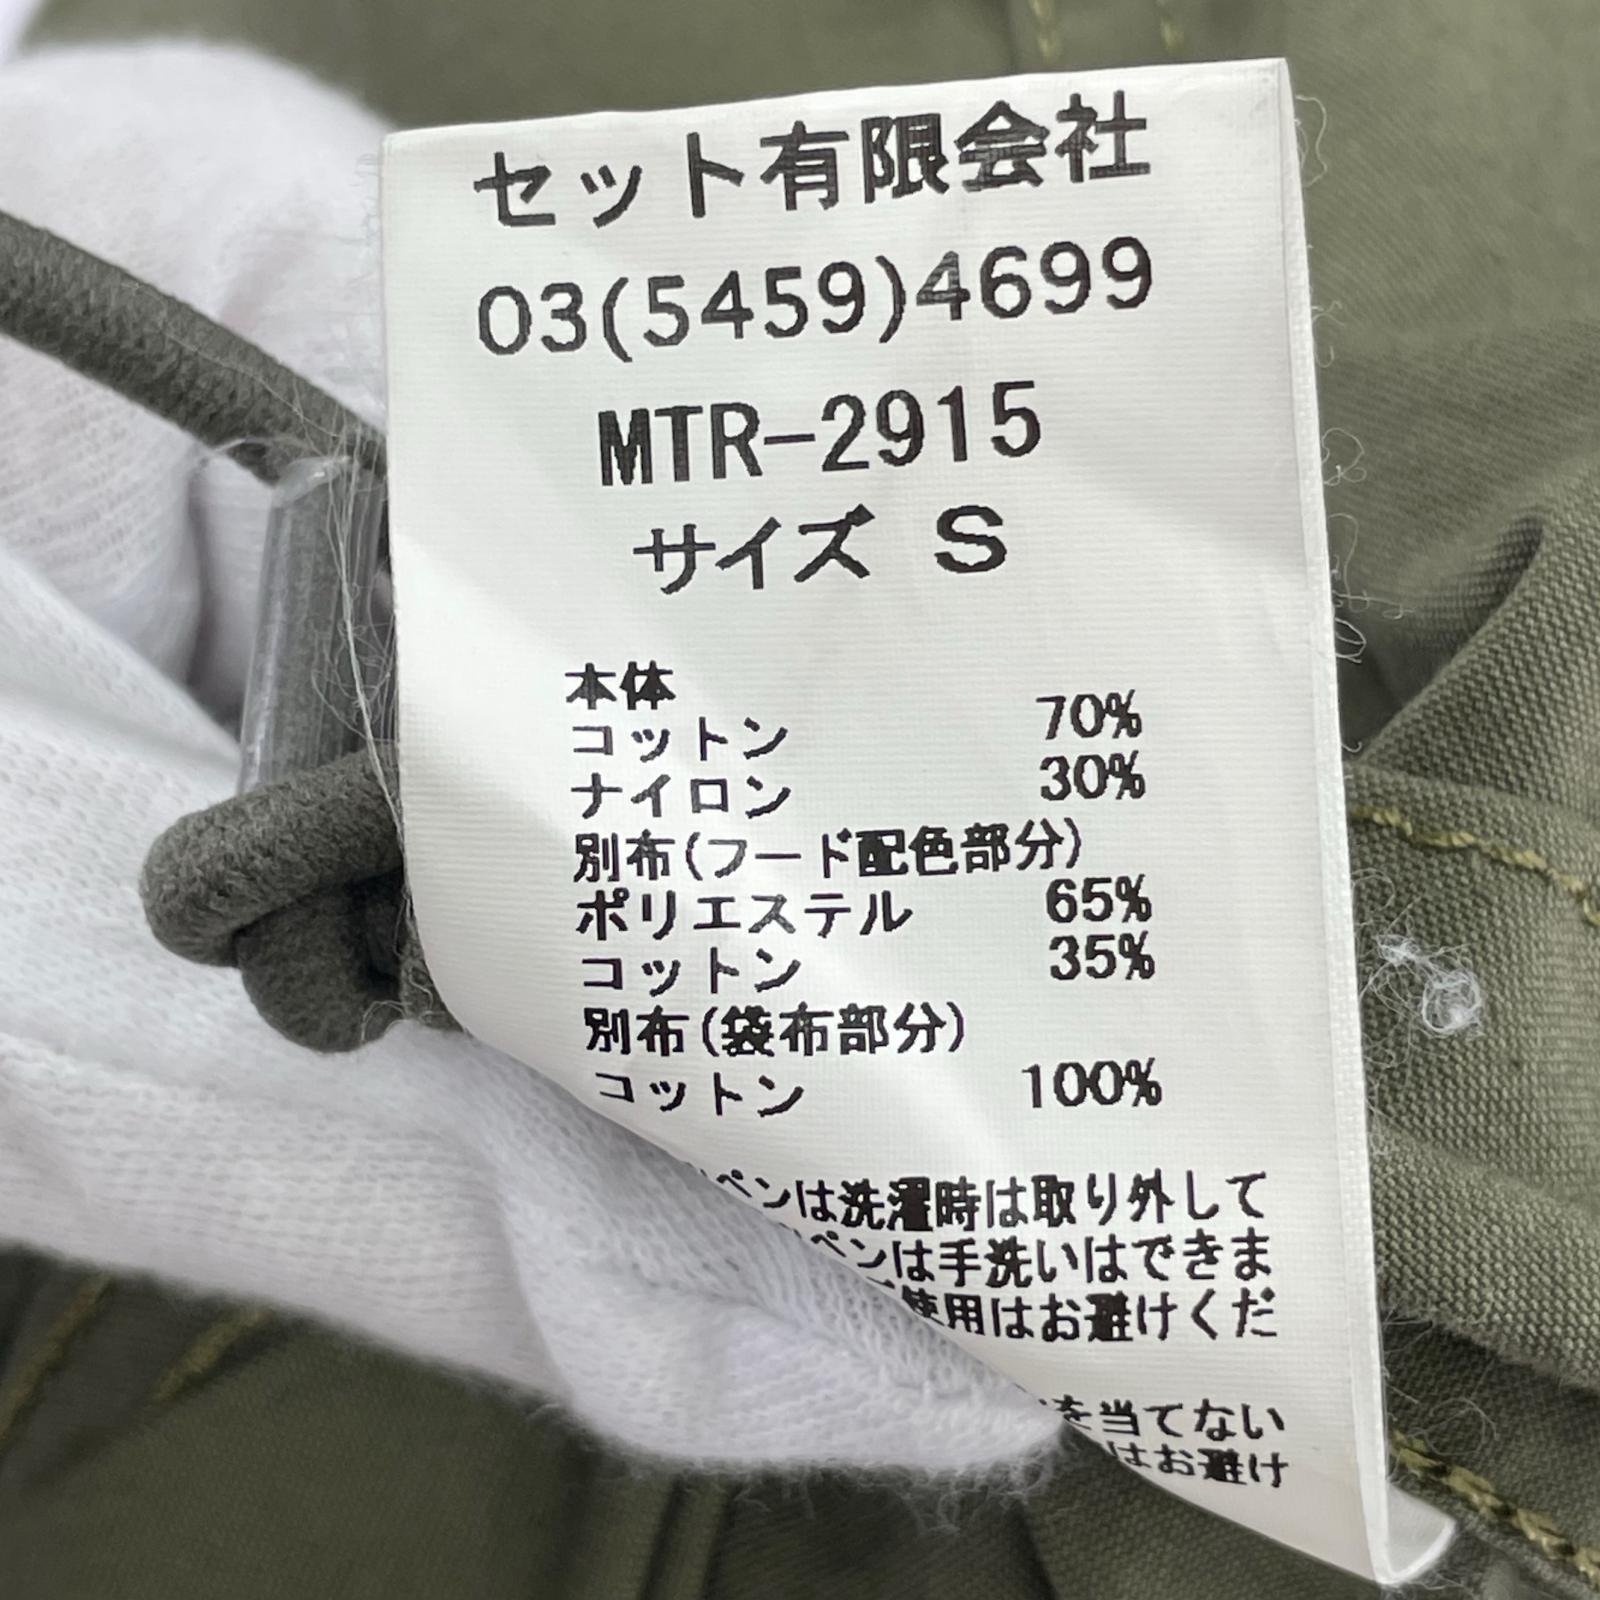 セット有限会社
03(5459)4699
MTR-2915
サイズ S
本体
コットン 70%
ナイロン 30%
別布(フード配色部分)
ポリエステル 65%
コットン 35%
別布(袋布部分)
コットン 100%
ペンは洗濯時は取り外して
ペンは手洗いはできま
使用はお避けくだ
を当てない
はお避け